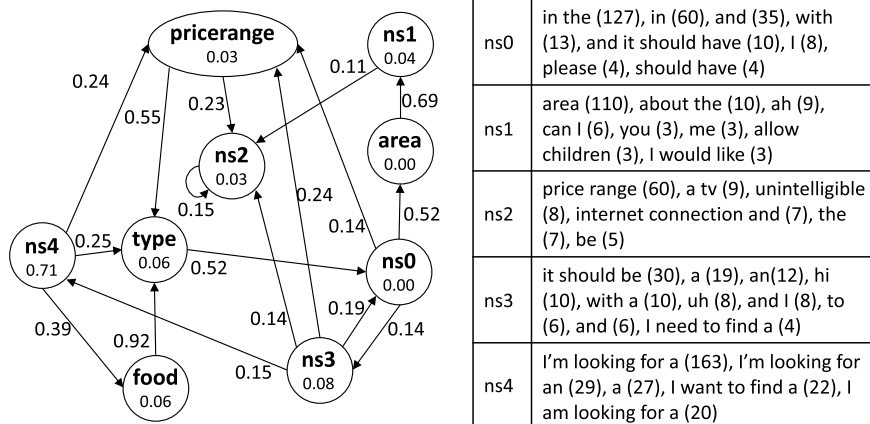 pricerange
0.03
ns1
0.04
0.24
0.11
0.55
0.23
0.69
area
0.00
ns2
0.03
0.15
0.24
0.14
0.52
ns4
0.71
0.25
type
0.06
0.52
ns0
0.00
0.39
0.92
0.14
0.19
0.14
0.15
food
0.06
ns3
0.08
ns0
in the (127), in (60), and (35), with
(13), and it should have (10), I (8),
please (4), should have (4)
ns1
area (110), about the (10), ah (9),
can I (6), you (3), me (3), allow
children (3), I would like (3)
ns2
price range (60), a tv (9), unintelligible
(8), internet connection and (7), the
(7), be (5)
ns3
it should be (30), a (19), an(12), hi
(10), with a (10), uh (8), and I (8), to
(6), and (6), I need to find a (4)
ns4
I’m looking for a (163), I’m looking for
an (29), a (27), I want to find a (22), I
am looking for a (20)